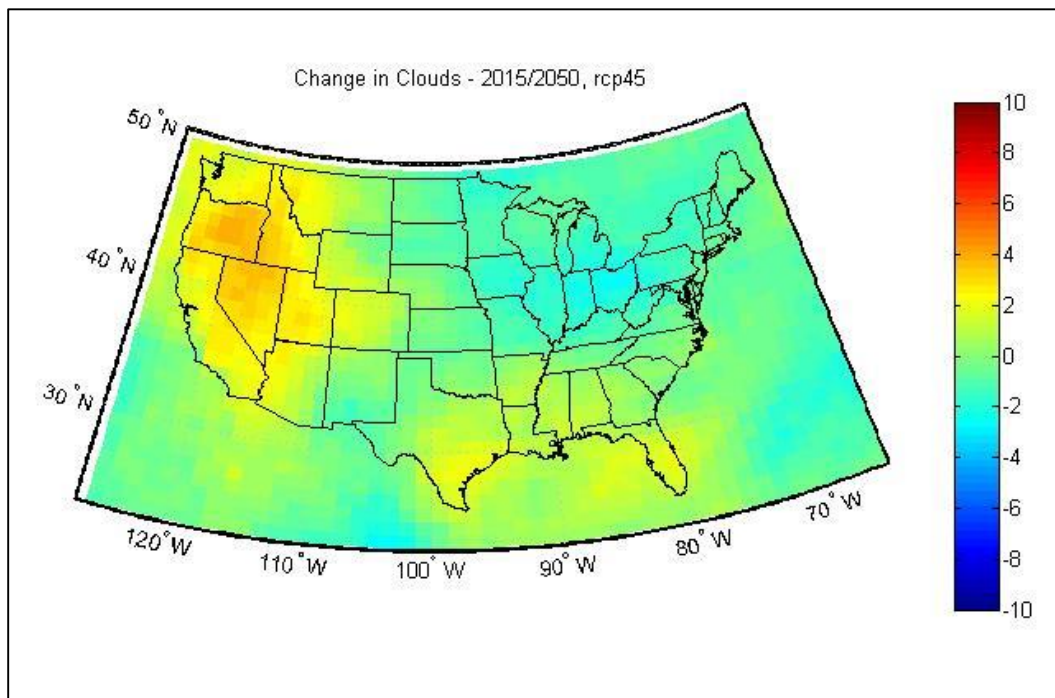 Change in Clouds - 2015/2050, rcp45
50° N
40° N
30° N
120° W
110° W
100° W
90° W
80° W
70° W
10
8
6
4
2
0
-2
-4
-6
-8
-10